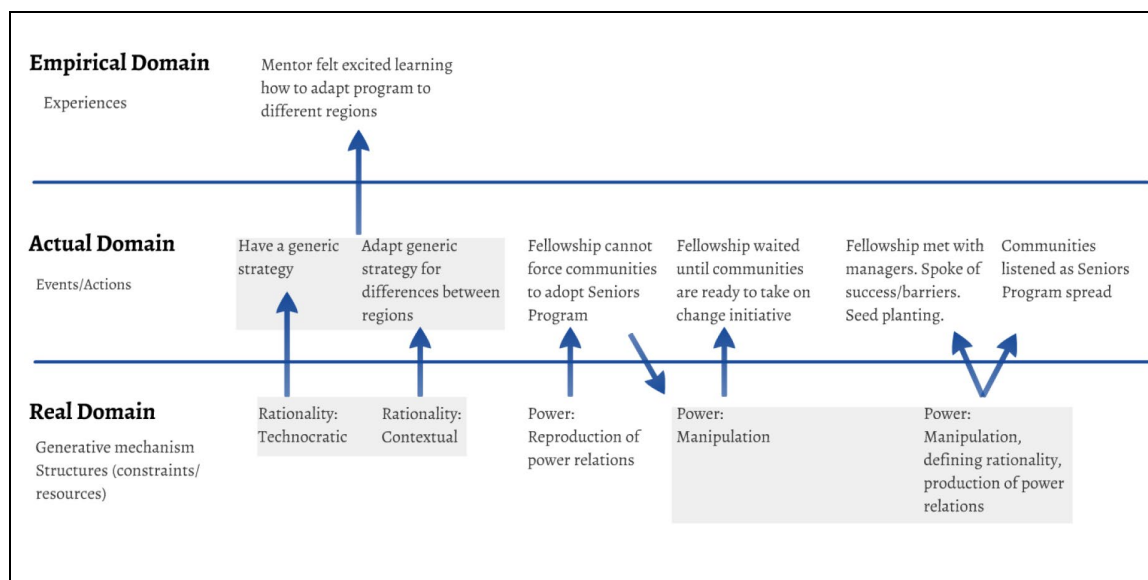 Empirical Domain
Experiences
Mentor felt excited learning
how to adapt program to
different regions
Actual Domain
Events/Actions
Have a generic
strategy
Adapt generic
strategy for
differences between
regions
Fellowship cannot
force communities
to adopt Seniors
Program
Fellowship waited
until communities
are ready to take on
change initiative
Fellowship met with
managers. Spoke of
success/barriers.
Seed planting.
Communities
listened as Seniors
Program spread
Real Domain
Generative mechanism
Structures (constraints/
resources)
Rationality:
Technocratic
Rationality:
Contextual
Power:
Reproduction of
power relations
Power:
Manipulation
Power:
Manipulation,
defining rationality,
production of power
relations